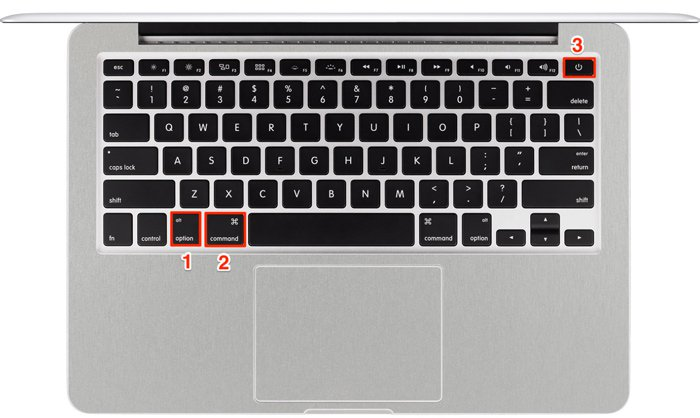 3
esc F1 F2 F3 F4 F5 F6 F7 F8 F9 F10 F11 F12
~ ! @ # $ % ^ & * ( ) _ +
` 1 2 3 4 5 6 7 8 9 0 - = delete
tab Q W E R T Y U I O P { } |
[ ] \
caps lock A S D F G H J K L : " enter
; ' return
shift Z X C V B N M < > ? shift
, . /
alt ⌘ ⌘ alt
fn control option command command option
1 2